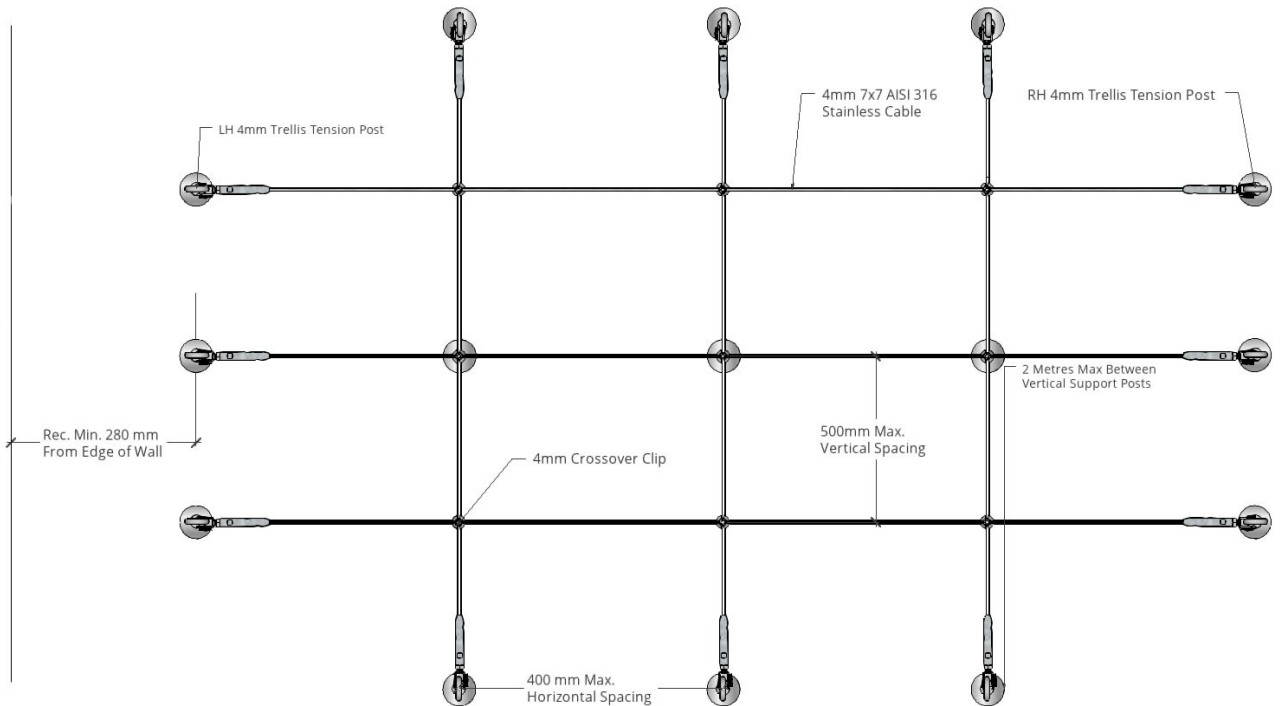 4mm 7x7 AISI 316
Stainless Cable
RH 4mm Trellis Tension Post
LH 4mm Trellis Tension Post
2 Metres Max Between
Vertical Support Posts
Rec. Min. 280 mm
From Edge of Wall
500mm Max.
Vertical Spacing
4mm Crossover Clip
400 mm Max.
Horizontal Spacing